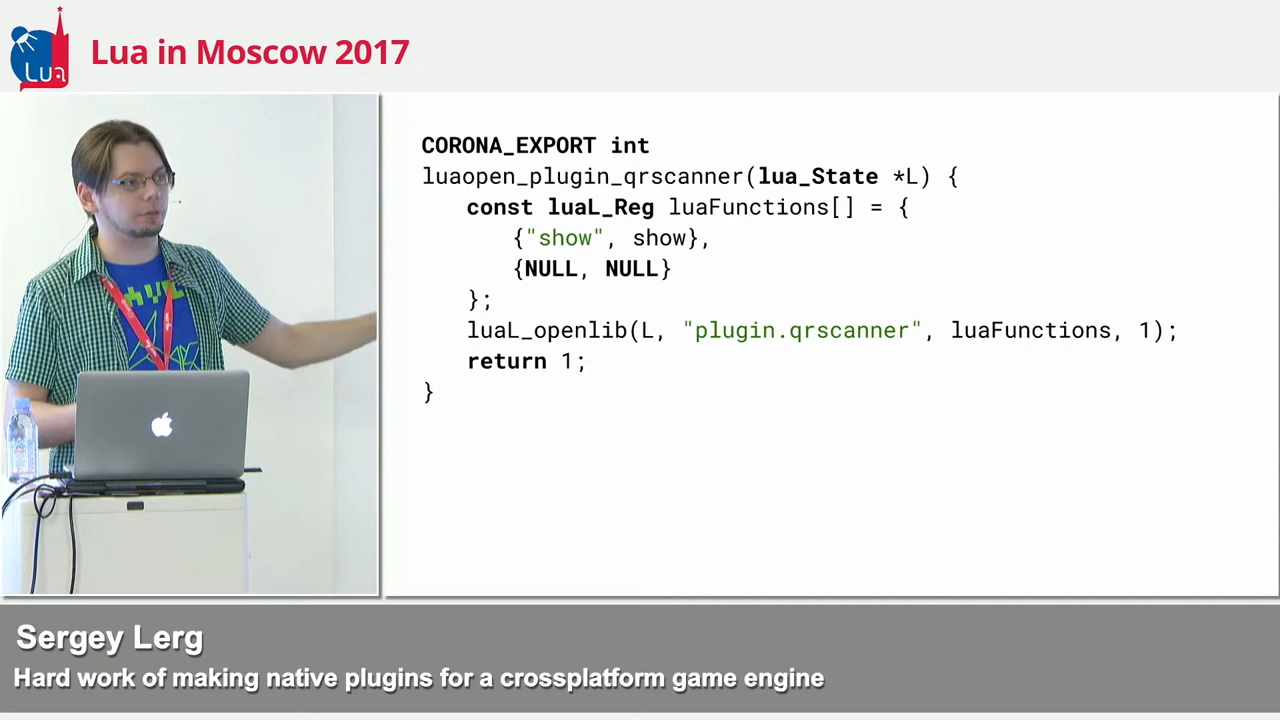 Lua
Lua in Moscow 2017
CORONA_EXPORT int
luaopen_plugin_qrscanner(lua_State *L) {
const luaL_Reg luaFunctions[] = {
{"show", show},
{NULL, NULL}
};
luaL_openlib(L, "plugin.qrscanner", luaFunctions, 1);
return 1;
}
Sergey Lerg
Hard work of making native plugins for a crossplatform game engine